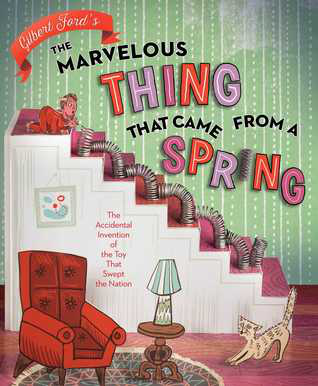 Gilbert Ford's
THE
MARVELOUS
THING
THAT CAME FROM A
SPRING
The
Accidental
Invention
of
the Toy
That
Swept
the Nation